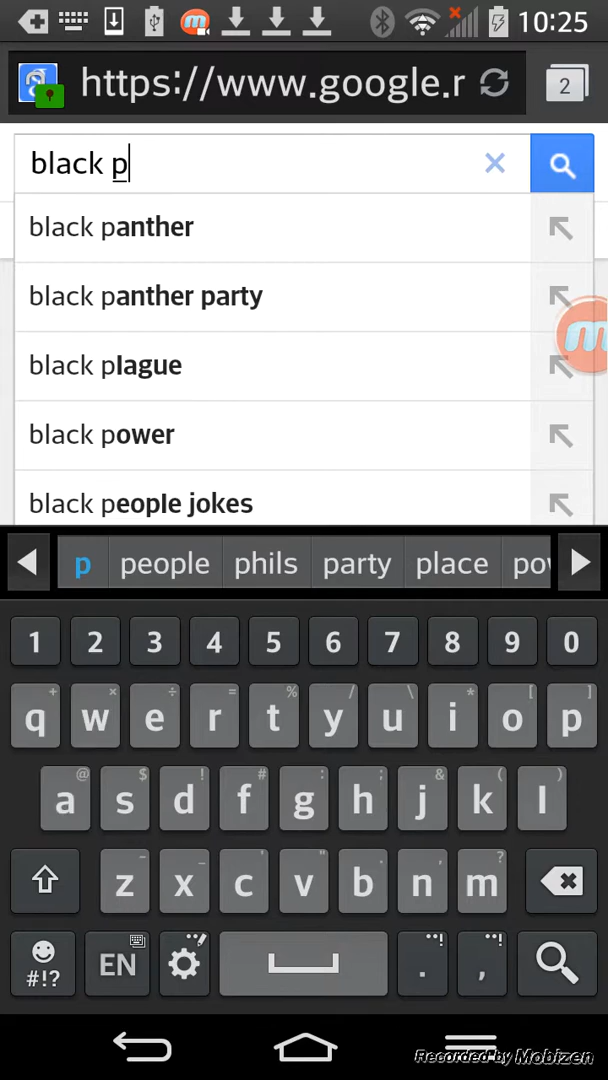 10:25
https://www.google.r
2
black p
black panther
black panther party
black plague
black power
black people jokes
p people phils party place pov
1 2 3 4 5 6 7 8 9 0
+ × ÷ = % / \ * [ ]
q w e r t y u i o p
@ $ ! # : ; & ( )
a s d f g h j k l
- _ ' " . , ?
z x c v b n m
#!? EN . ,
Recorded by Mobizen